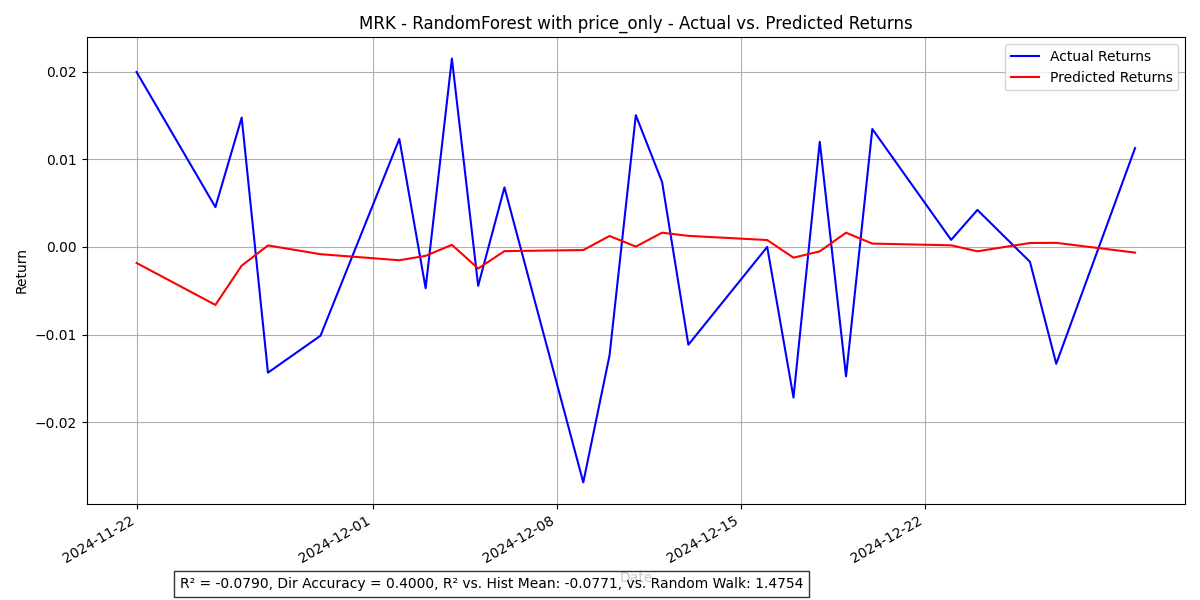 MRK - RandomForest with price_only - Actual vs. Predicted Returns
Actual Returns
Predicted Returns
0.02
0.01
0.00
−0.01
−0.02
Return
2024-11-22
2024-12-01
2024-12-08
2024-12-15
2024-12-22
Date
R² = -0.0790, Dir Accuracy = 0.4000, R² vs. Hist Mean: -0.0771, vs. Random Walk: 1.4754